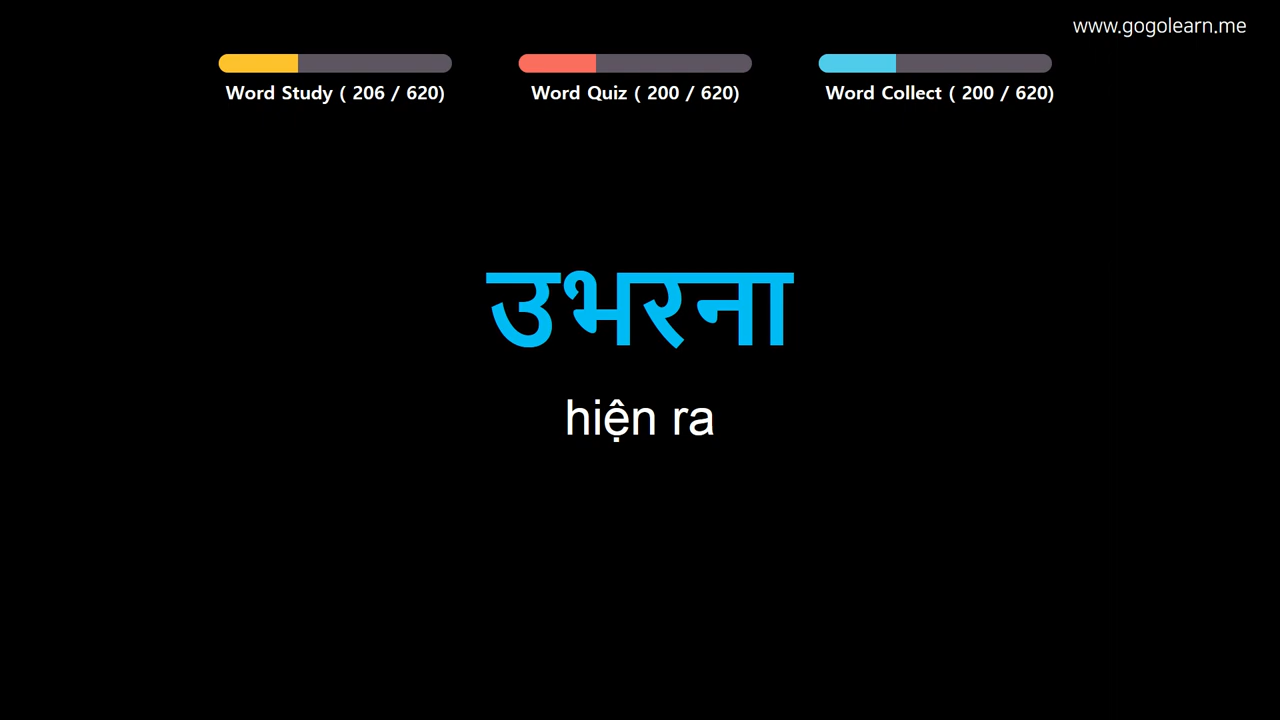 www.gogolearn.me
Word Study ( 206 / 620)
Word Quiz ( 200 / 620)
Word Collect ( 200 / 620)
उभरना
hiện ra